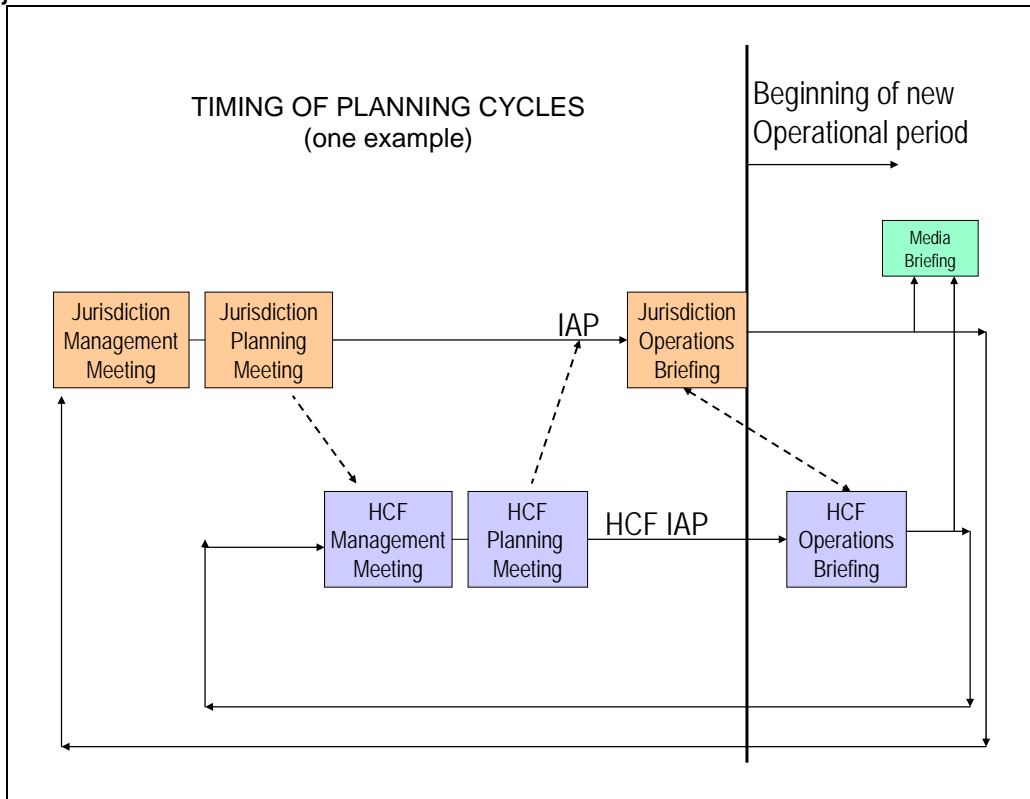 TIMING OF PLANNING CYCLES
(one example)
Beginning of new
Operational period
Media
Briefing
Jurisdiction
Management
Meeting
Jurisdiction
Planning
Meeting
IAP
Jurisdiction
Operations
Briefing
HCF
Management
Meeting
HCF
Planning
Meeting
HCF IAP
HCF
Operations
Briefing